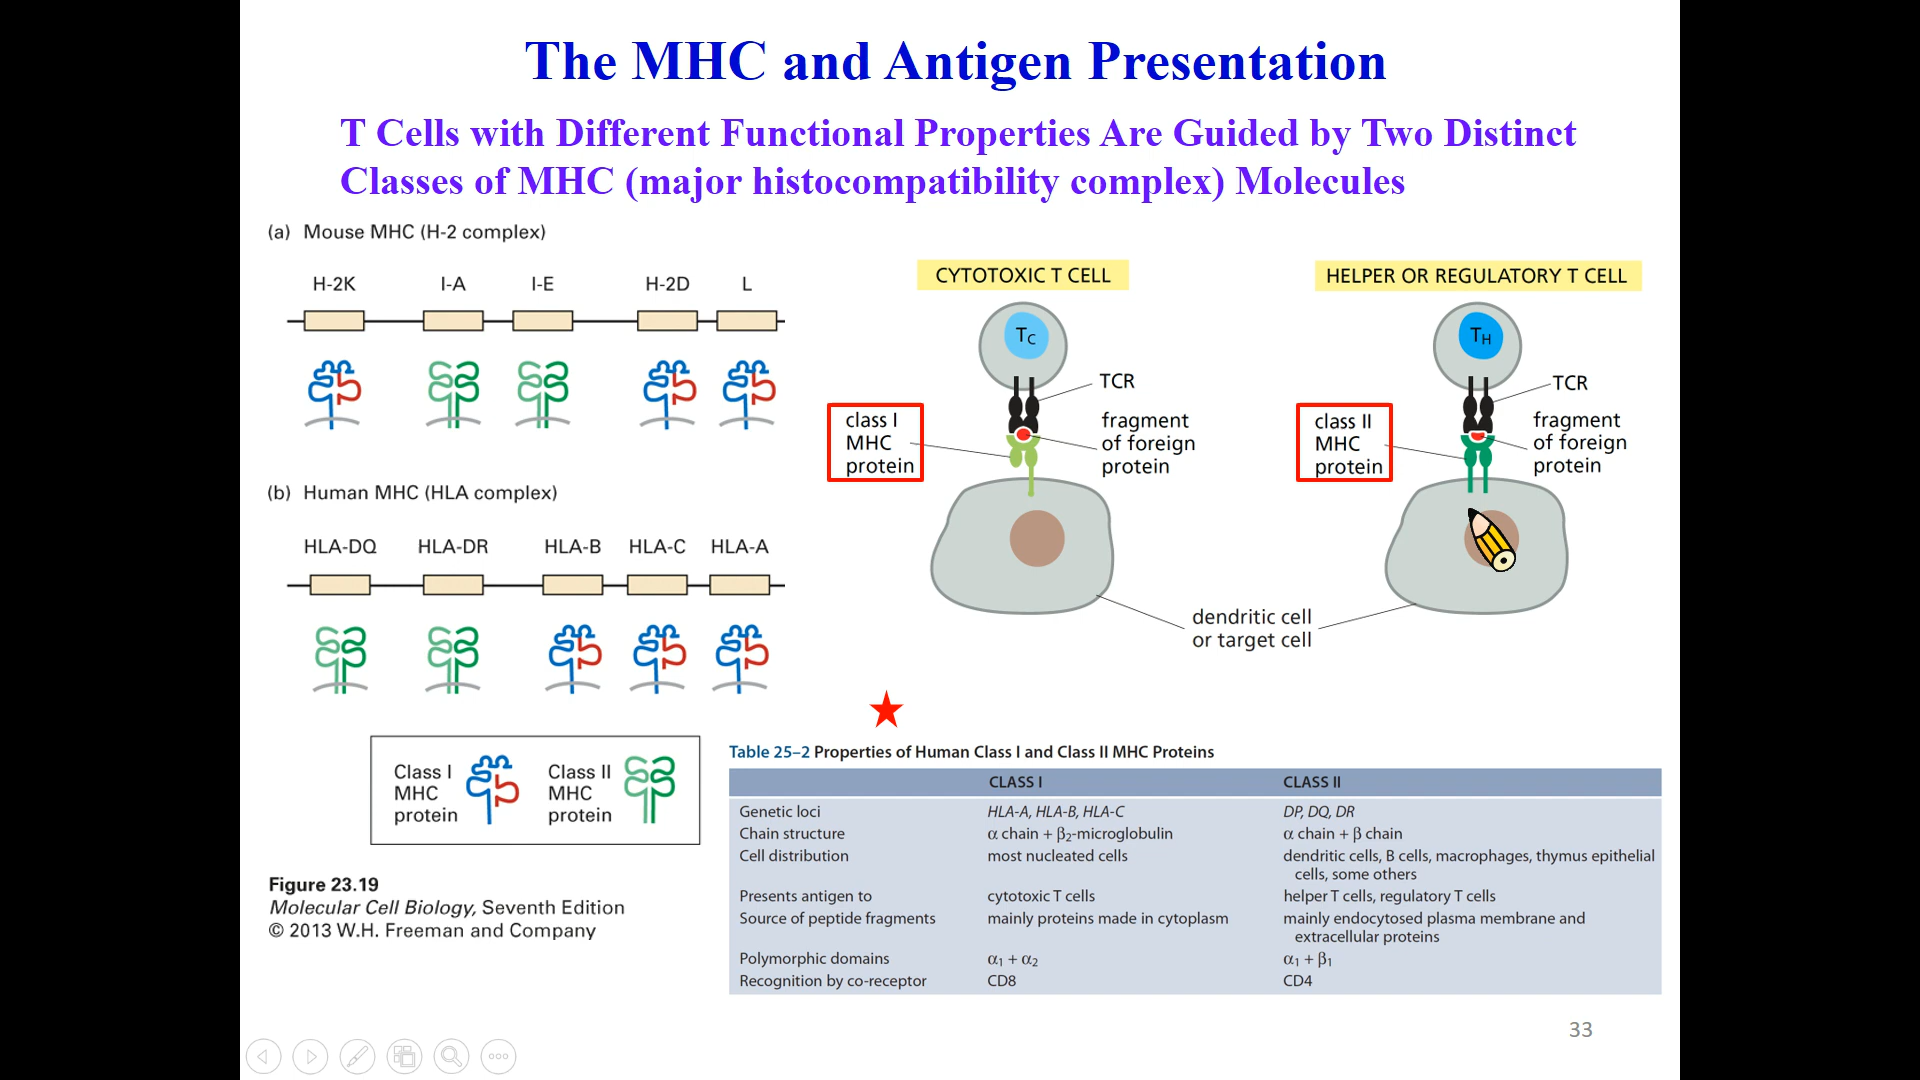 The MHC and Antigen Presentation
T Cells with Different Functional Properties Are Guided by Two Distinct
Classes of MHC (major histocompatibility complex) Molecules
(a) Mouse MHC (H-2 complex)
H-2K I-A I-E H-2D L
(b) Human MHC (HLA complex)
HLA-DQ HLA-DR HLA-B HLA-C HLA-A
Class I
MHC
protein
Class II
MHC
protein
Figure 23.19
Molecular Cell Biology, Seventh Edition
© 2013 W.H. Freeman and Company
CYTOTOXIC T CELL
TC
TCR
class I
MHC
protein
fragment
of foreign
protein
HELPER OR REGULATORY T CELL
TH
TCR
class II
MHC
protein
fragment
of foreign
protein
dendritic cell
or target cell
Table 25–2 Properties of Human Class I and Class II MHC Proteins
CLASS I CLASS II
Genetic loci HLA-A, HLA-B, HLA-C DP, DQ, DR
Chain structure α chain + β2-microglobulin α chain + β chain
Cell distribution most nucleated cells dendritic cells, B cells, macrophages, thymus epithelial
cells, some others
Presents antigen to cytotoxic T cells helper T cells, regulatory T cells
Source of peptide fragments mainly proteins made in cytoplasm mainly endocytosed plasma membrane and
extracellular proteins
Polymorphic domains α1 + α2 α1 + β1
Recognition by co-receptor CD8 CD4
33